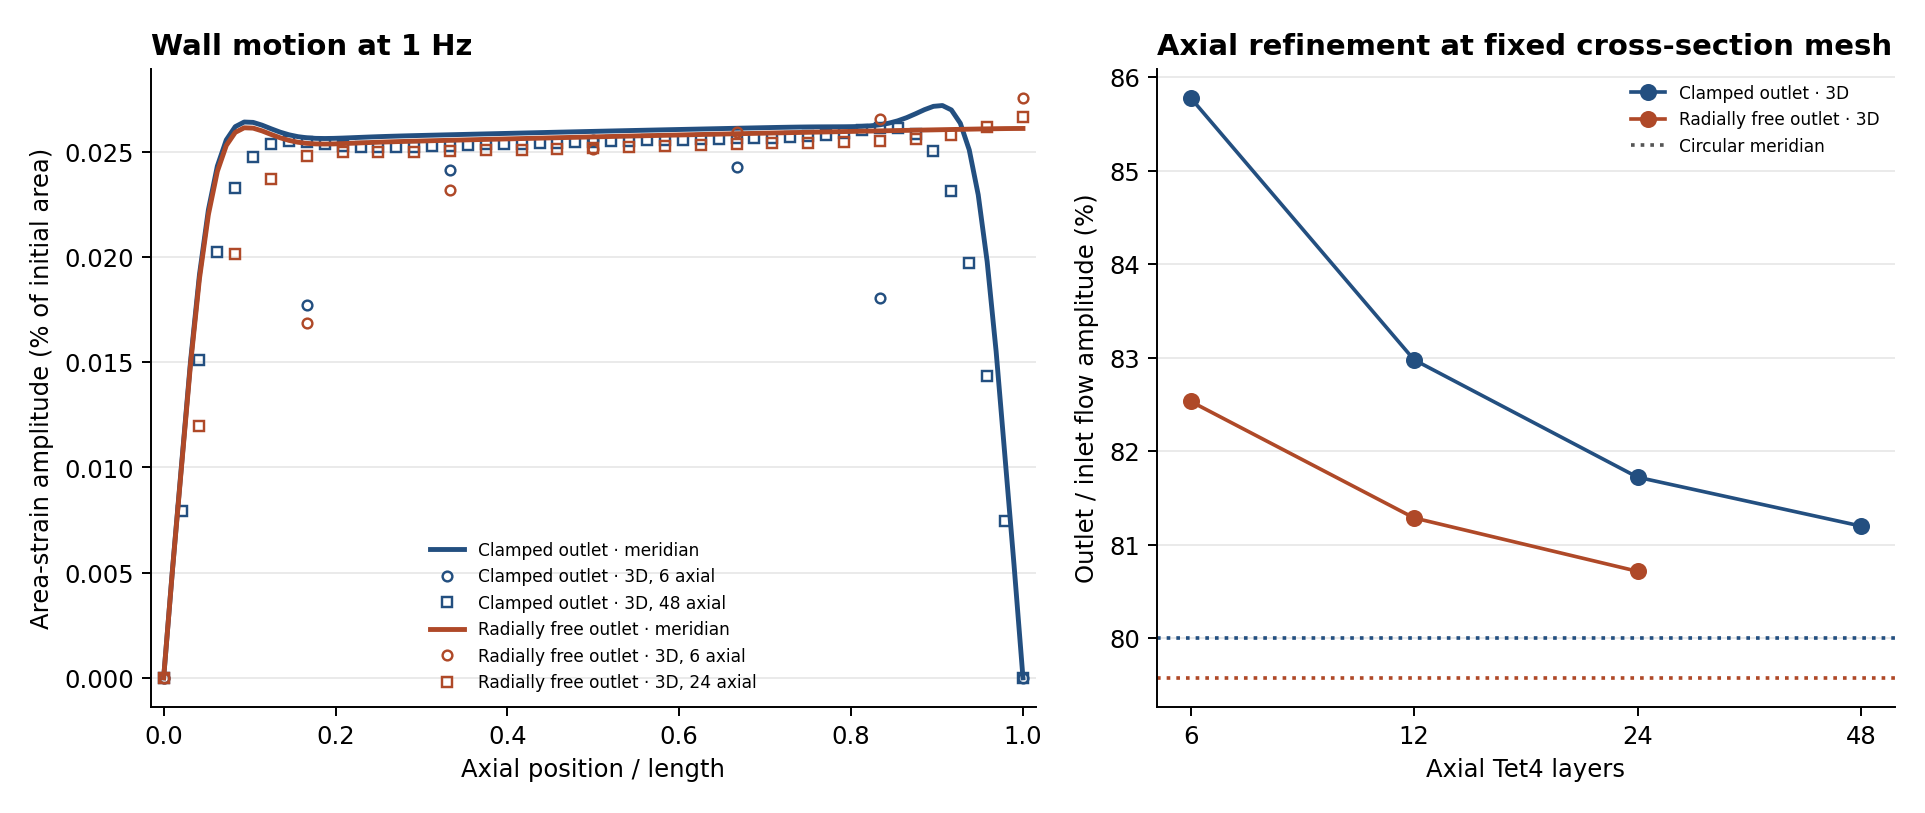 Wall motion at 1 Hz
Area-strain amplitude (% of initial area)
0.025
0.020
0.015
0.010
0.005
0.000
Clamped outlet · meridian
Clamped outlet · 3D, 6 axial
Clamped outlet · 3D, 48 axial
Radially free outlet · meridian
Radially free outlet · 3D, 6 axial
Radially free outlet · 3D, 24 axial
0.0 0.2 0.4 0.6 0.8 1.0
Axial position / length
Axial refinement at fixed cross-section mesh
Outlet / inlet flow amplitude (%)
86
85
84
83
82
81
80
Clamped outlet · 3D
Radially free outlet · 3D
Circular meridian
6 12 24 48
Axial Tet4 layers